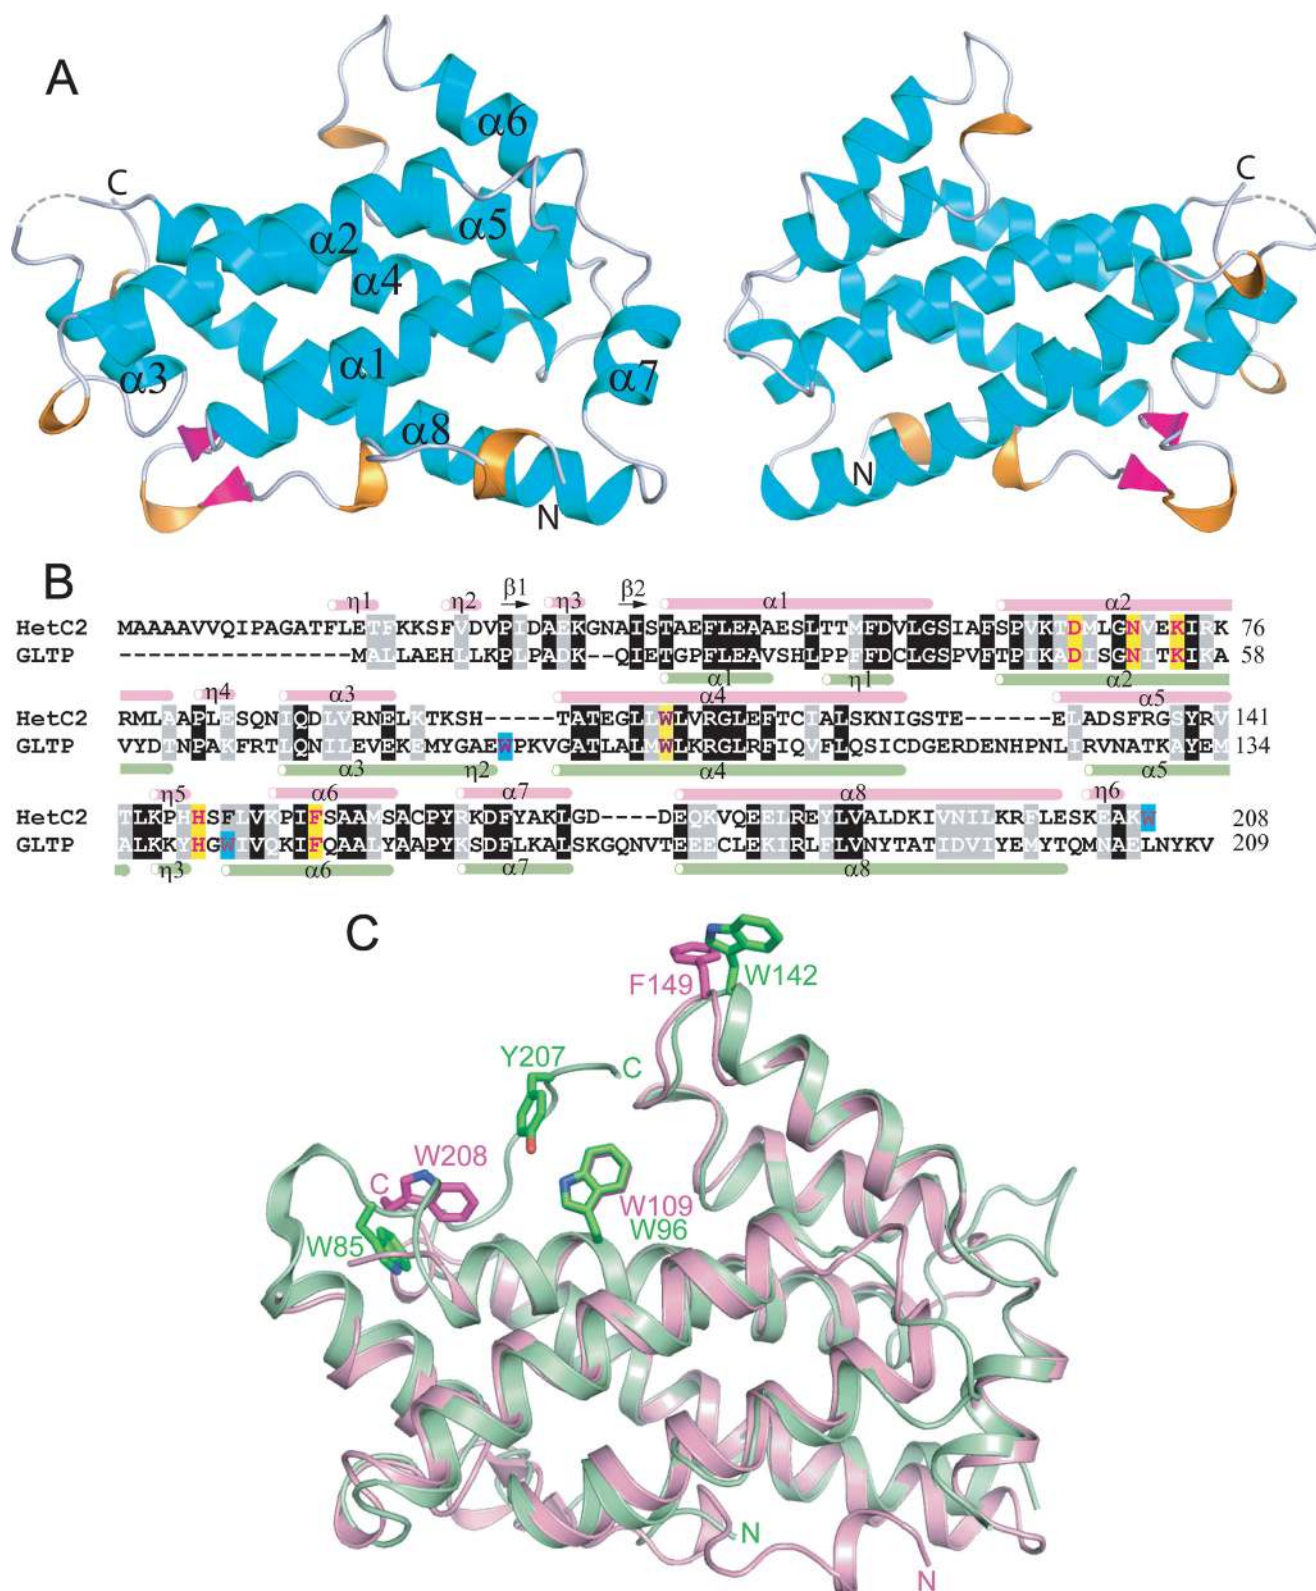 A
α6
C
α5
α2
α4
α1
α3
α7
α8
N
C
N
B
η1 η2 β1 η3 β2 α1 α2
HetC2 MAAAAVVQIPAGATFLETFKKSFVDVPIDAEKGNAISTAEFLEAAESLTTMFDVLGSIAFSPVKTDMLGNVEKIRK 76
GLTP ----------------MALLAEHLLKPLPADK--QIETGPFLEAVSHLPPFFDCLGSPVFTPIKADISGNITKIKA 58
α1 η1 α2
η4 α3 α4 α5
HetC2 RMLAAPLESQNIQDLVRNELKTKSH-----TATEGLLWLVRGLEFTCIALSKNIGSTE-----ELADSFRGSYRV 141
GLTP VYDTNPAKFRTLQNILEVEKEMYGAEWPKVGATLALMWLKRGLRFIQVFLQSICDGERDENHPNLIRVNATKAYEM 134
α3 η2 α4 α5
η5 α6 α7 α8 η6
HetC2 TLKPHHSFLVKPIFSAAMSACPYRKDFYAKLGD--DEQKVQEELREYLVALDKIVNILKRFLESKEAKW 208
GLTP ALKKYHGWIVQKIFQAALYAAPYKSDFLKALSKGQNVTEEECLEKIRLFLVNYTATIDVIYEMYTQMNAELNYKV 209
η3 α6 α7 α8
C
F149
W142
Y207
C
W208
C
W109
W96
W85
N
N